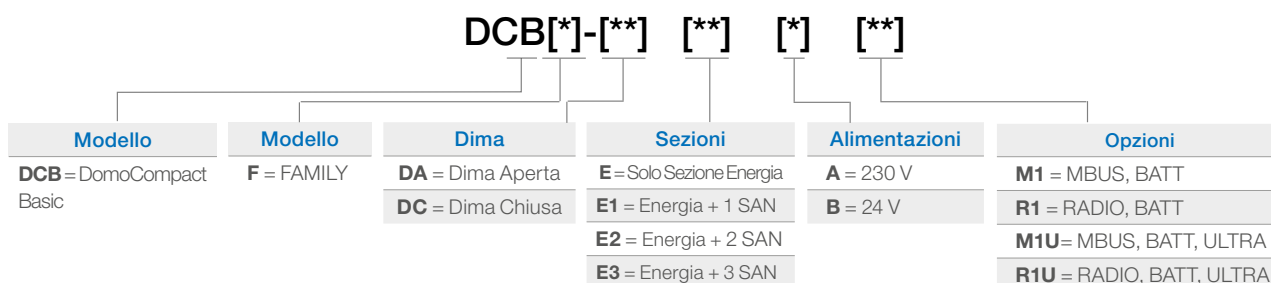 DCB[*]-[**] [**] [*] [**]
Modello
DCB = DomoCompact
Basic
Modello
F = FAMILY
Dima
DA = Dima Aperta
DC = Dima Chiusa
Sezioni
E = Solo Sezione Energia
E1 = Energia + 1 SAN
E2 = Energia + 2 SAN
E3 = Energia + 3 SAN
Alimentazioni
A = 230 V
B = 24 V
Opzioni
M1 = MBUS, BATT
R1 = RADIO, BATT
M1U= MBUS, BATT, ULTRA
R1U = RADIO, BATT, ULTRA